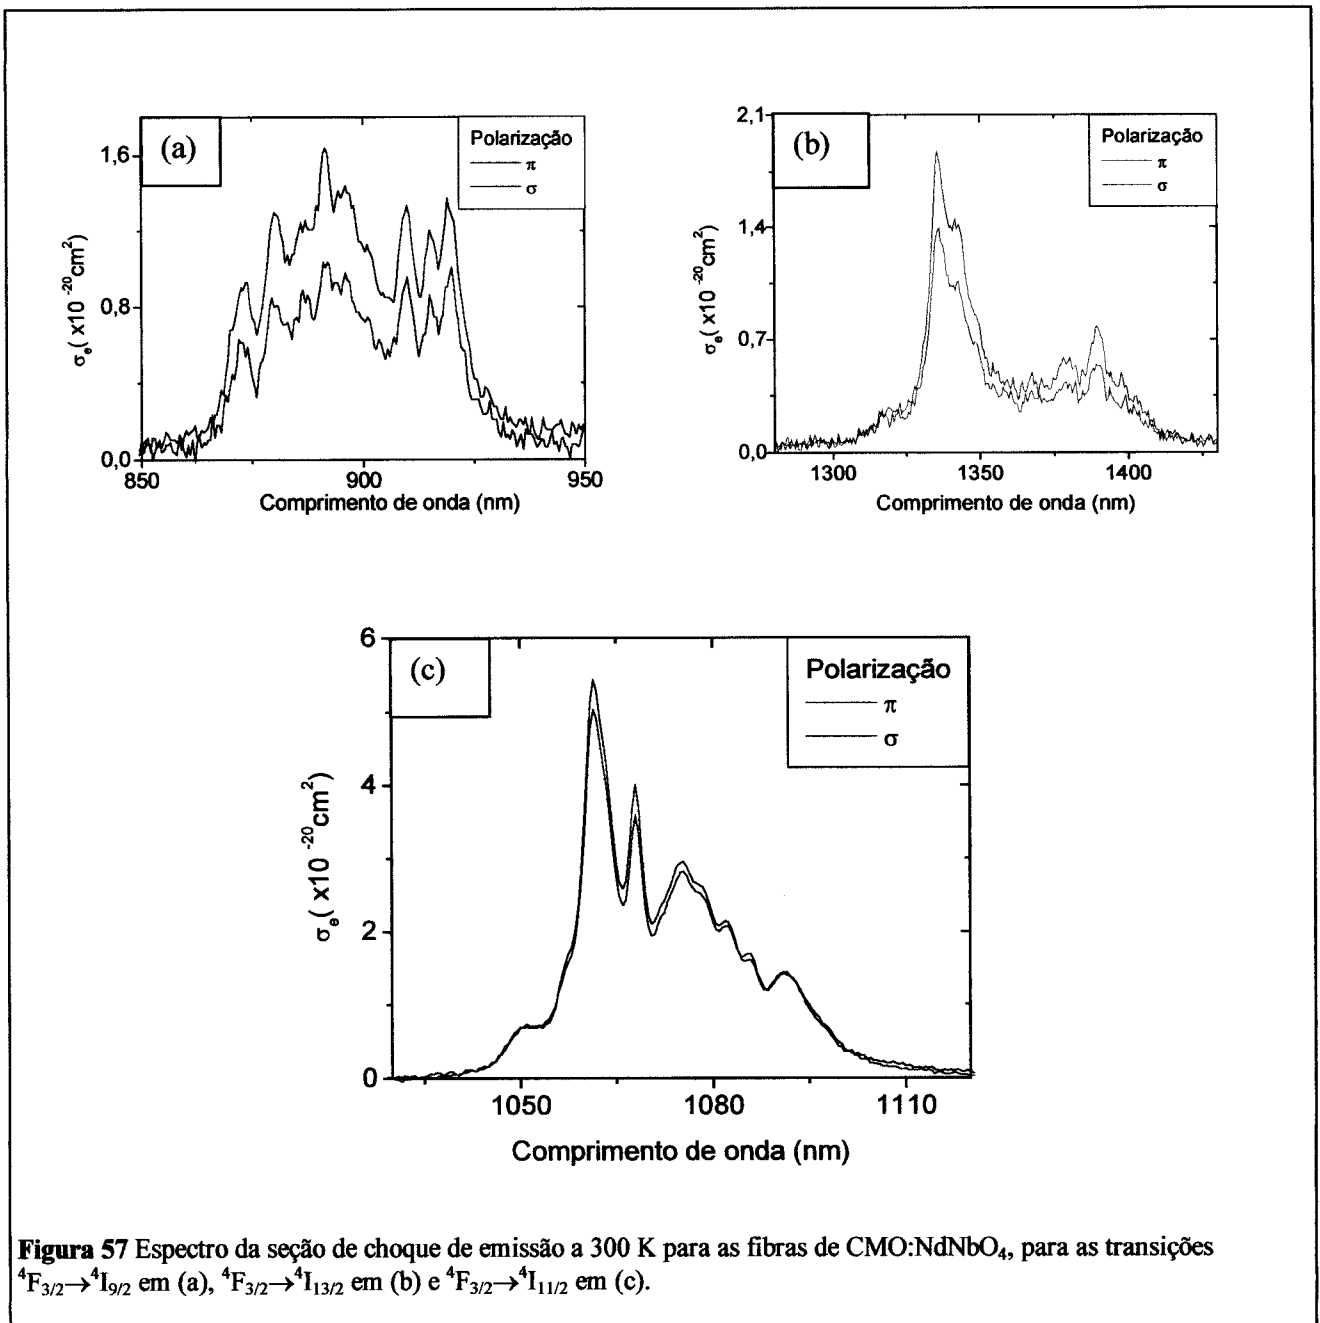 (a)
Polarização
π
σ
1,6
0,8
0,0
σe( x10 -20cm2)
850
900
950
Comprimento de onda (nm)
(b)
Polarização
π
σ
2,1
1,4
0,7
0,0
σe( x10 -20cm2)
1300
1350
1400
Comprimento de onda (nm)
(c)
Polarização
π
σ
6
4
2
0
σe( x10 -20cm2)
1050
1080
1110
Comprimento de onda (nm)
Figura 57 Espectro da seção de choque de emissão a 300 K para as fibras de CMO:NdNbO4, para as transições
4F3/2→4I9/2 em (a), 4F3/2→4I13/2 em (b) e 4F3/2→4I11/2 em (c).